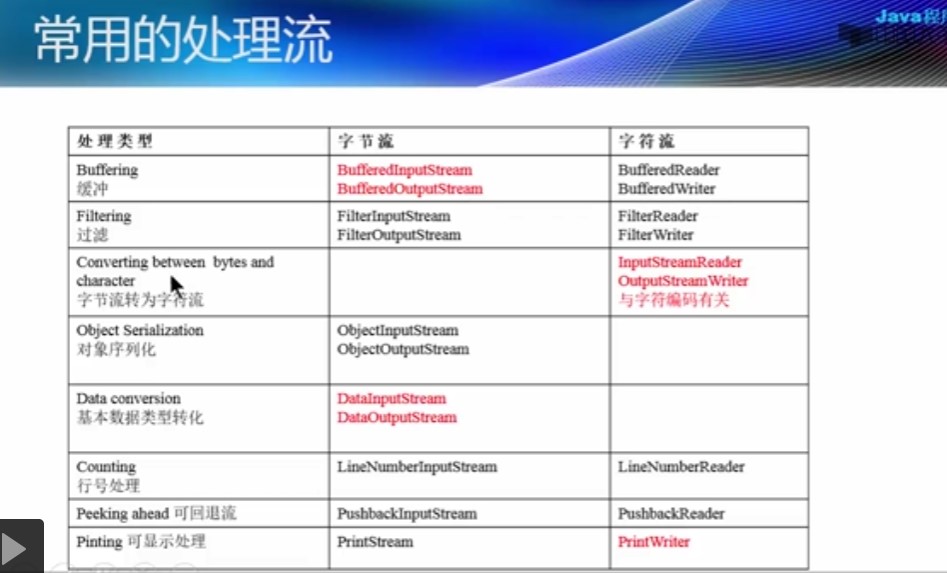 常用的处理流
Java程
处理类型 字节流 字符流
Buffering BufferedInputStream BufferedReader
缓冲 BufferedOutputStream BufferedWriter
Filtering FilterInputStream FilterReader
过滤 FilterOutputStream FilterWriter
Converting between bytes and InputStreamReader
character OutputStreamWriter
字节流转为字符流 与字符编码有关
Object Serialization ObjectInputStream
对象序列化 ObjectOutputStream
Data conversion DataInputStream
基本数据类型转化 DataOutputStream
Counting LineNumberInputStream LineNumberReader
行号处理
Peeking ahead 可回退流 PushbackInputStream PushbackReader
Pinting 可显示处理 PrintStream PrintWriter